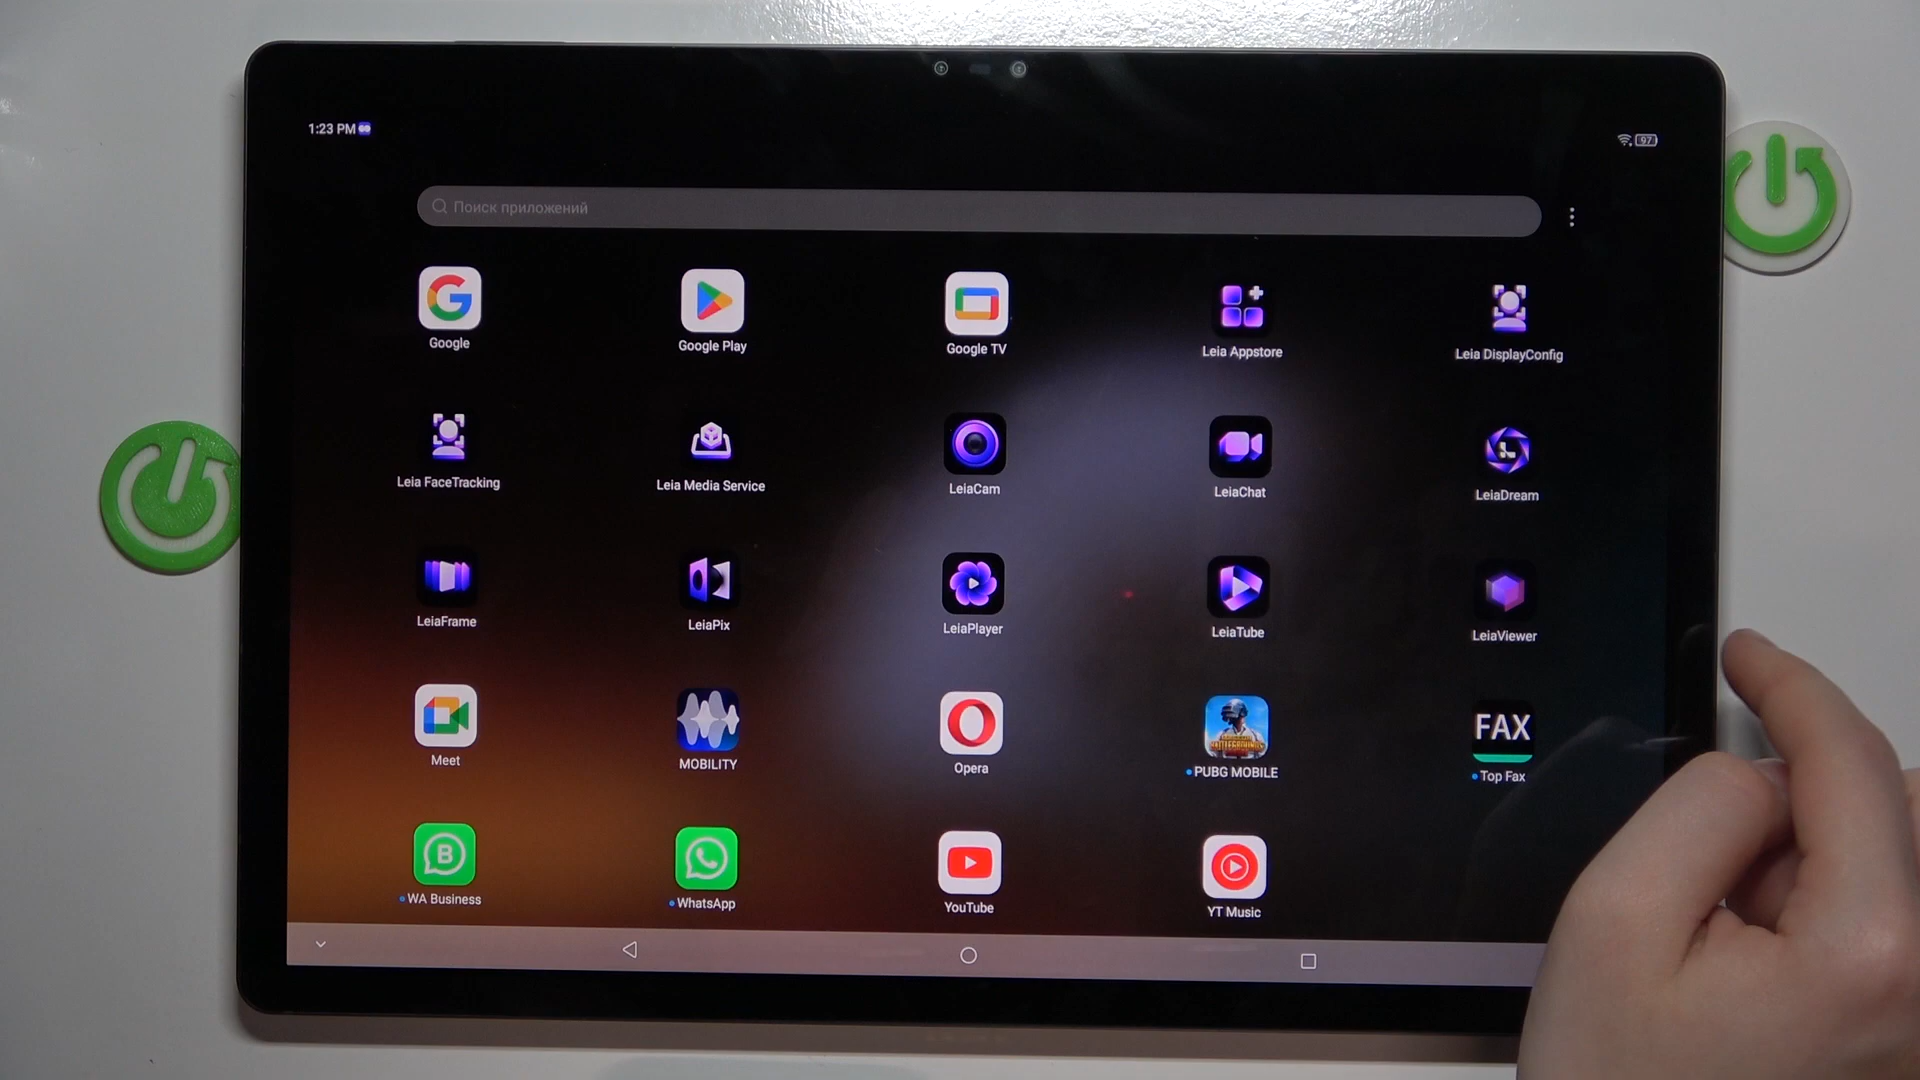 1:23 PM
97
Поиск приложений
Google
Google Play
Google TV
Leia Appstore
Leia DisplayConfig
Leia FaceTracking
Leia Media Service
LeiaCam
LeiaChat
LeiaDream
LeiaFrame
LeiaPix
LeiaPlayer
LeiaTube
LeiaViewer
Meet
MOBILITY
Opera
PUBG MOBILE
FAX
Top Fax
WA Business
WhatsApp
YouTube
YT Music